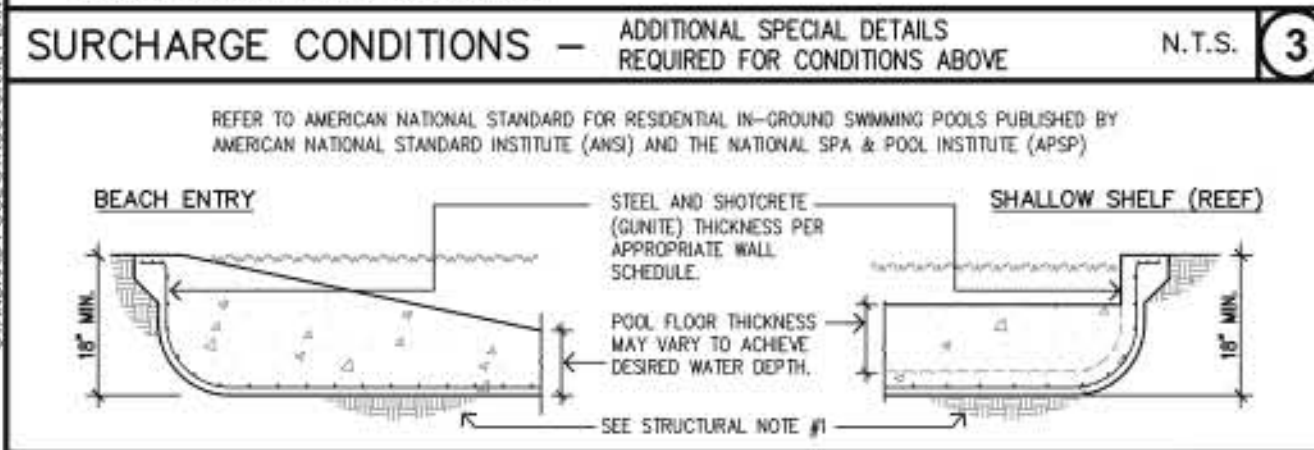 SURCHARGE CONDITIONS – ADDITIONAL SPECIAL DETAILS
REQUIRED FOR CONDITIONS ABOVE
N.T.S. 3
REFER TO AMERICAN NATIONAL STANDARD FOR RESIDENTIAL IN-GROUND SWIMMING POOLS PUBLISHED BY
AMERICAN NATIONAL STANDARD INSTITUTE (ANSI) AND THE NATIONAL SPA & POOL INSTITUTE (APSP)
BEACH ENTRY
STEEL AND SHOTCRETE
(GUNITE) THICKNESS PER
APPROPRIATE WALL
SCHEDULE.
SHALLOW SHELF (REEF)
18" MIN.
POOL FLOOR THICKNESS
MAY VARY TO ACHIEVE
DESIRED WATER DEPTH.
18" MIN.
SEE STRUCTURAL NOTE #1